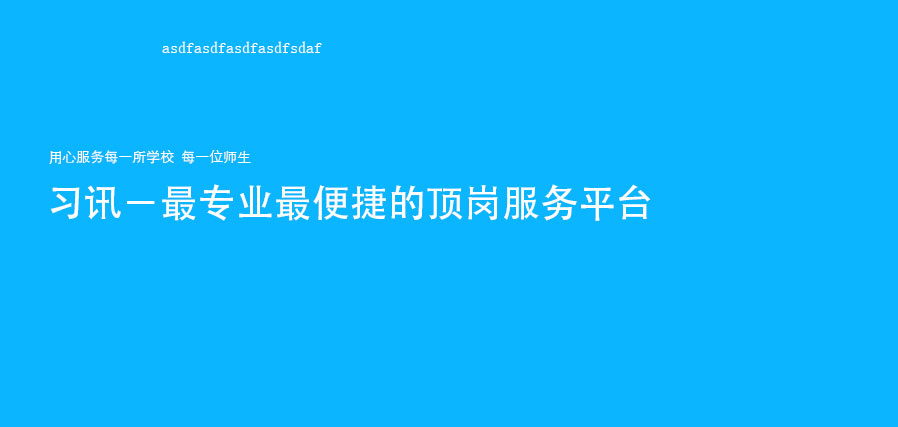 asdfasdfasdfasdfsdaf
用心服务每一所学校 每一位师生
习讯－最专业最便捷的顶岗服务平台